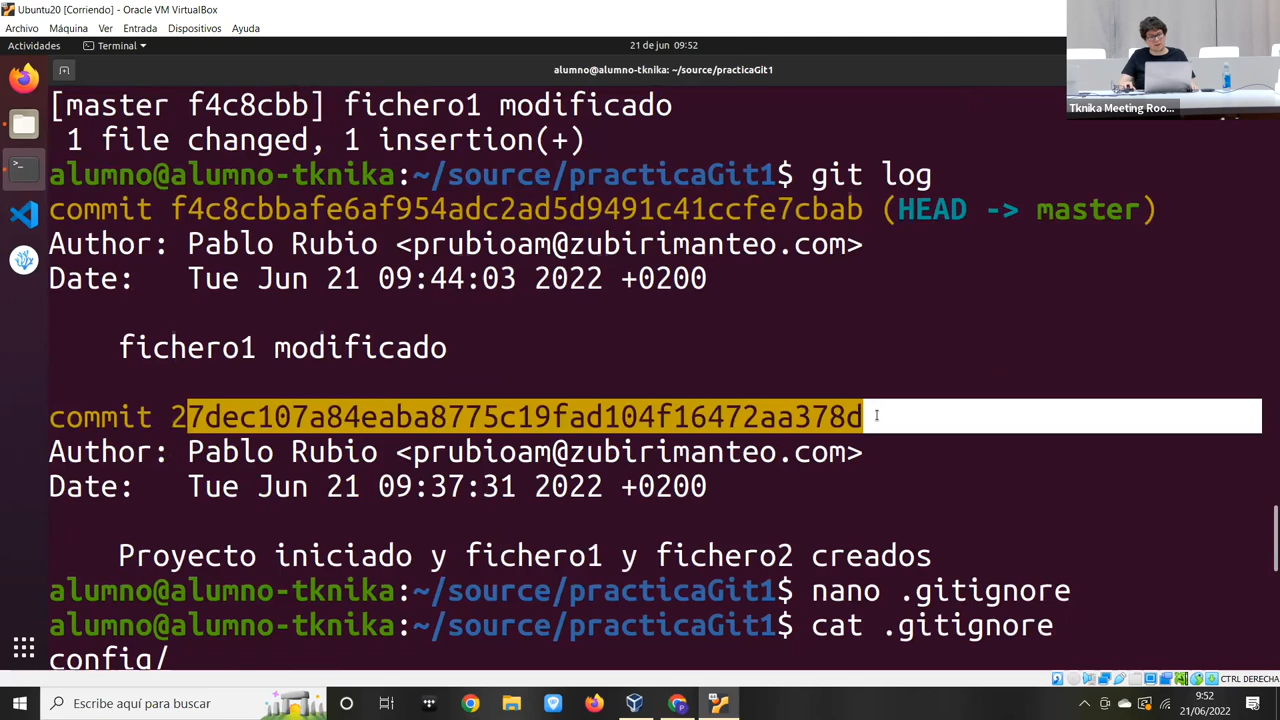 Ubuntu20 [Corriendo] - Oracle VM VirtualBox
Archivo Máquina Ver Entrada Dispositivos Ayuda
Actividades Terminal 21 de jun 09:52
alumno@alumno-tknika: ~/source/practicaGit1
Tknika Meeting Roo...
[master f4c8cbb] fichero1 modificado
1 file changed, 1 insertion(+)
alumno@alumno-tknika:~/source/practicaGit1$ git log
commit f4c8cbbafe6af954adc2ad5d9491c41ccfe7cbab (HEAD -> master)
Author: Pablo Rubio <prubioam@zubirimanteo.com>
Date: Tue Jun 21 09:44:03 2022 +0200
fichero1 modificado
commit 27dec107a84eaba8775c19fad104f16472aa378d
Author: Pablo Rubio <prubioam@zubirimanteo.com>
Date: Tue Jun 21 09:37:31 2022 +0200
Proyecto iniciado y fichero1 y fichero2 creados
alumno@alumno-tknika:~/source/practicaGit1$ nano .gitignore
alumno@alumno-tknika:~/source/practicaGit1$ cat .gitignore
config/
CTRL DERECHA
Escribe aquí para buscar
9:52
21/06/2022